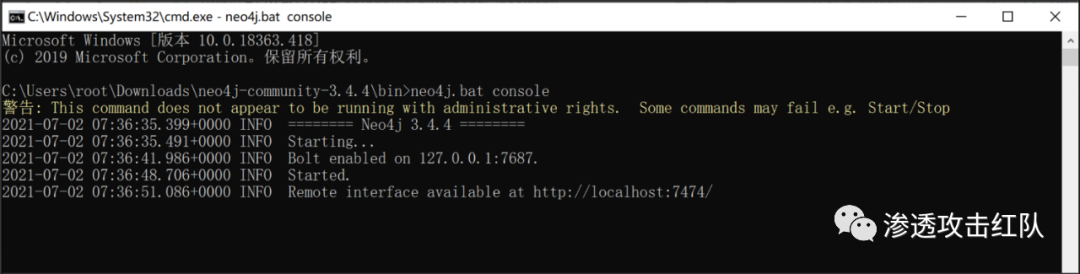 C:\Windows\System32\cmd.exe - neo4j.bat  console
Microsoft Windows [版本 10.0.18363.418]
(c) 2019 Microsoft Corporation。保留所有权利。
C:\Users\root\Downloads\neo4j-community-3.4.4\bin>neo4j.bat console
警告: This command does not appear to be running with administrative rights.  Some commands may fail e.g. Start/Stop
2021-07-02 07:36:35.399+0000 INFO  ======== Neo4j 3.4.4 ========
2021-07-02 07:36:35.491+0000 INFO  Starting...
2021-07-02 07:36:41.986+0000 INFO  Bolt enabled on 127.0.0.1:7687.
2021-07-02 07:36:48.706+0000 INFO  Started.
2021-07-02 07:36:51.086+0000 INFO  Remote interface available at http://localhost:7474/
渗透攻击红队